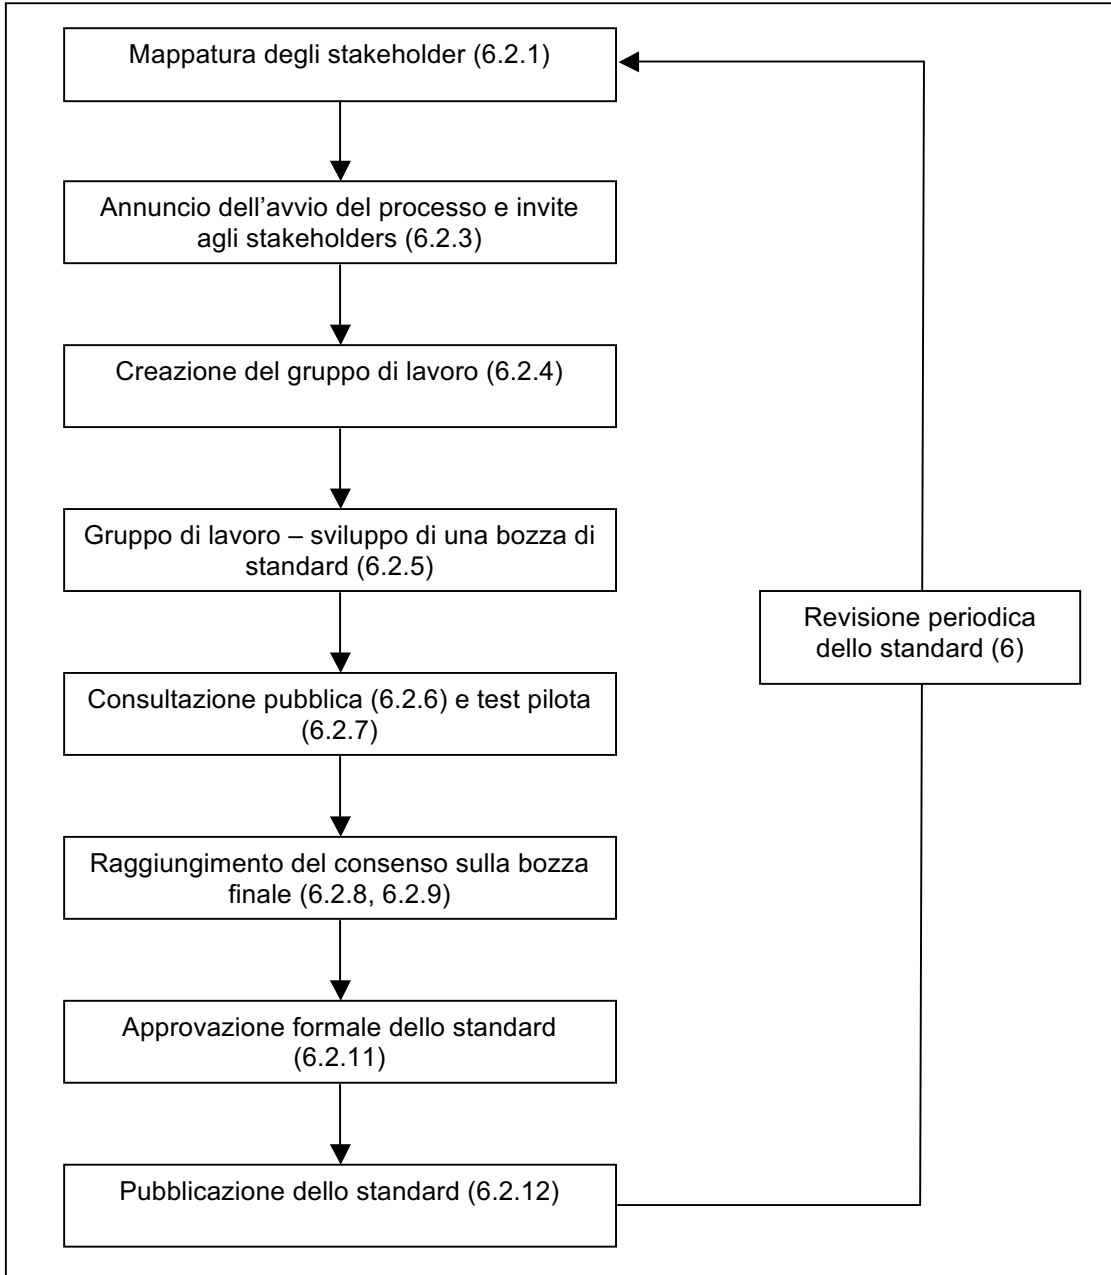 Mappatura degli stakeholder (6.2.1)
Annuncio dell’avvio del processo e invite
agli stakeholders (6.2.3)
Creazione del gruppo di lavoro (6.2.4)
Gruppo di lavoro – sviluppo di una bozza di
standard (6.2.5)
Revisione periodica
dello standard (6)
Consultazione pubblica (6.2.6) e test pilota
(6.2.7)
Raggiungimento del consenso sulla bozza
finale (6.2.8, 6.2.9)
Approvazione formale dello standard
(6.2.11)
Pubblicazione dello standard (6.2.12)